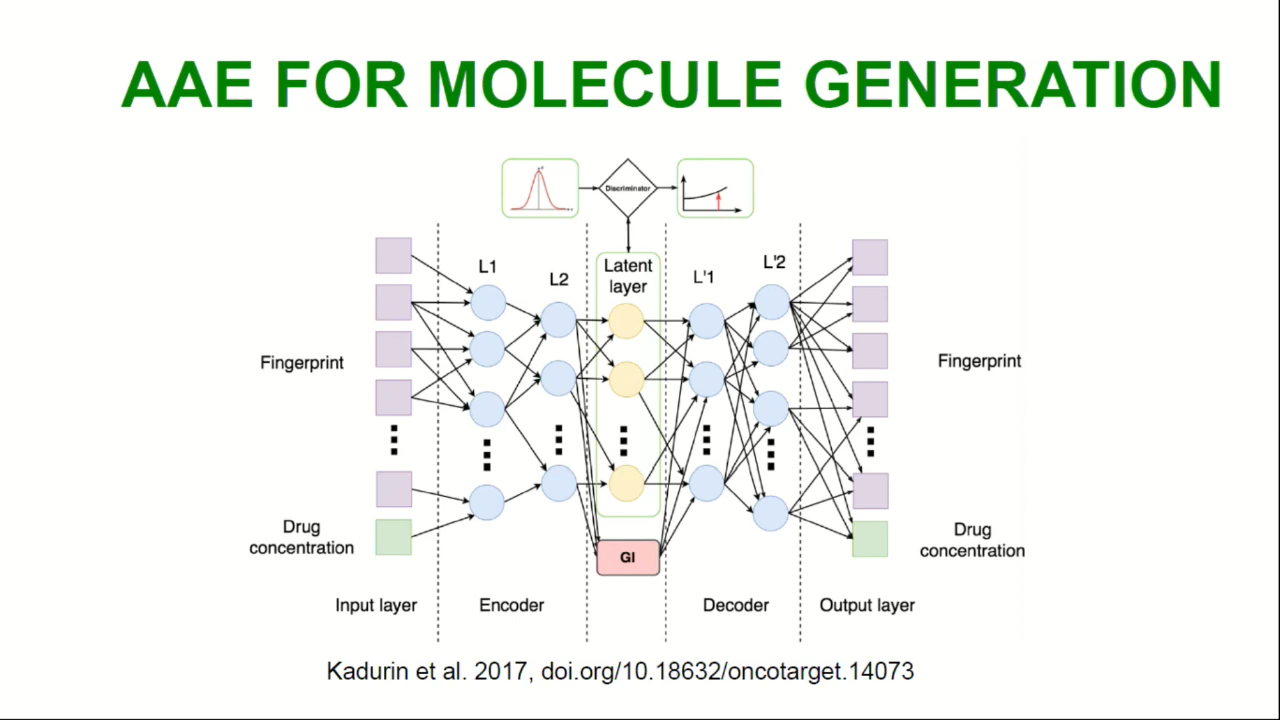 AAE FOR MOLECULE GENERATION
Discriminator
L1
L2
Latent
layer
L'1
L'2
Fingerprint
Fingerprint
Drug
concentration
GI
Drug
concentration
Input layer
Encoder
Decoder
Output layer
Kadurin et al. 2017, doi.org/10.18632/oncotarget.14073